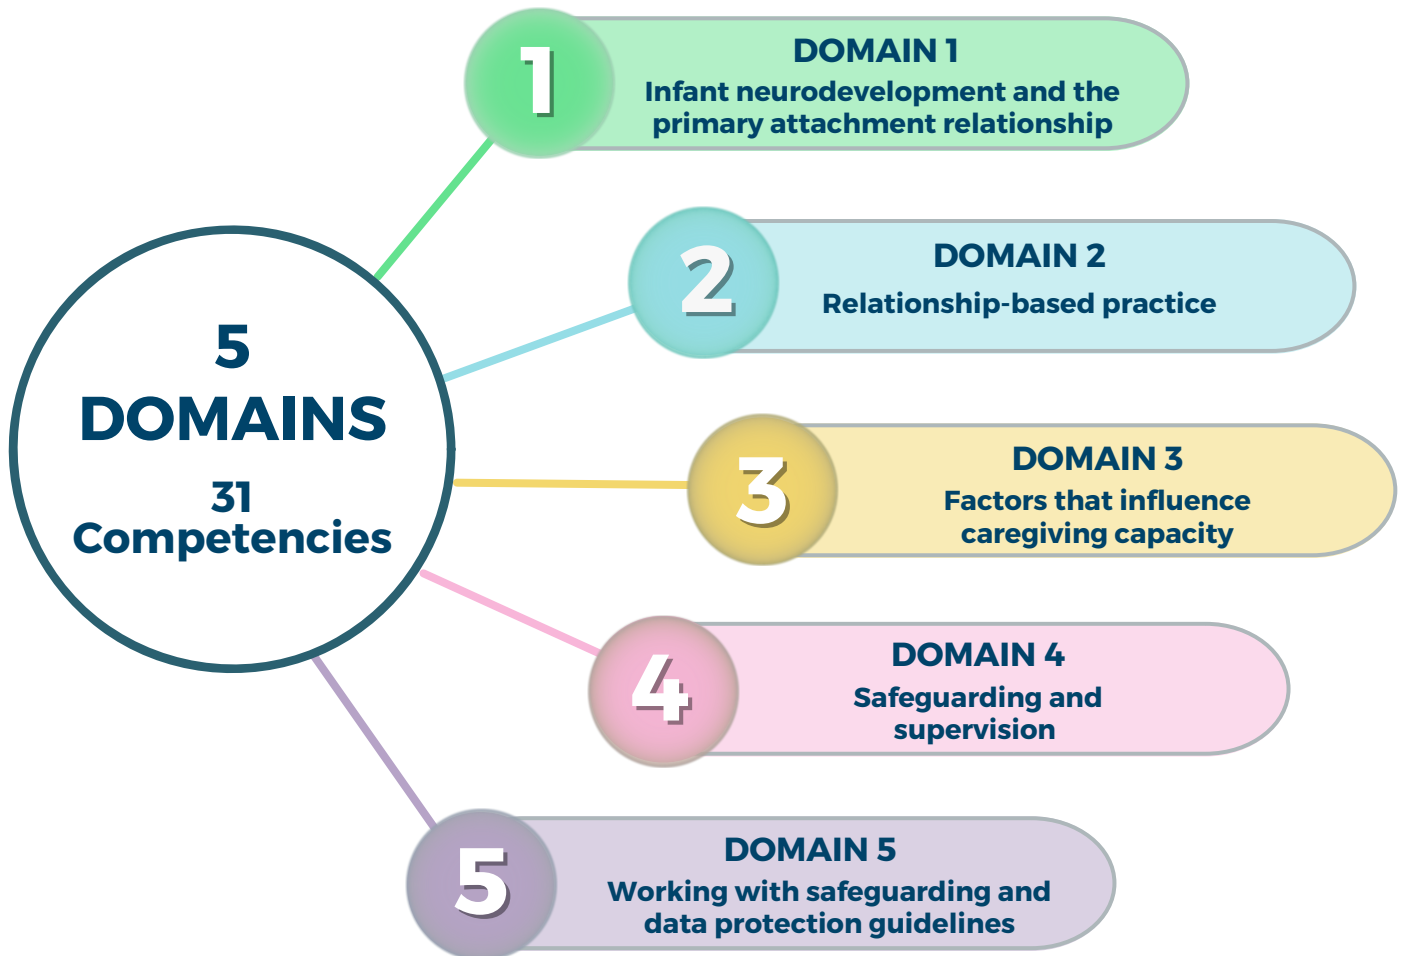 5
DOMAINS
31
Competencies
1
DOMAIN 1
Infant neurodevelopment and the
primary attachment relationship
2
DOMAIN 2
Relationship-based practice
3
DOMAIN 3
Factors that influence
caregiving capacity
4
DOMAIN 4
Safeguarding and
supervision
5
DOMAIN 5
Working with safeguarding and
data protection guidelines